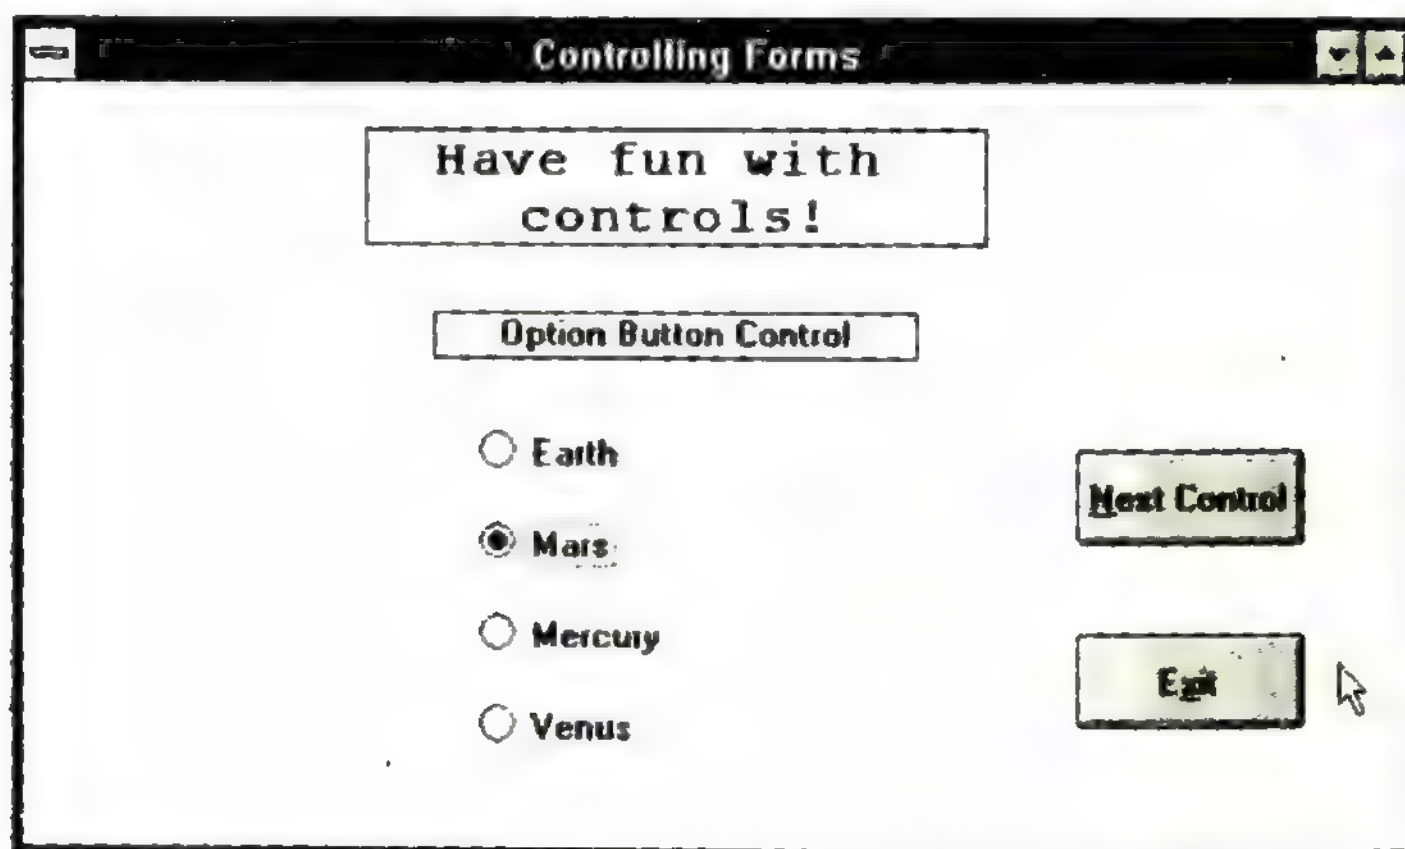 Controlling Forms
Have fun with
controls!
Option Button Control
Earth
Mars
Mercury
Venus
Next Control
Exit